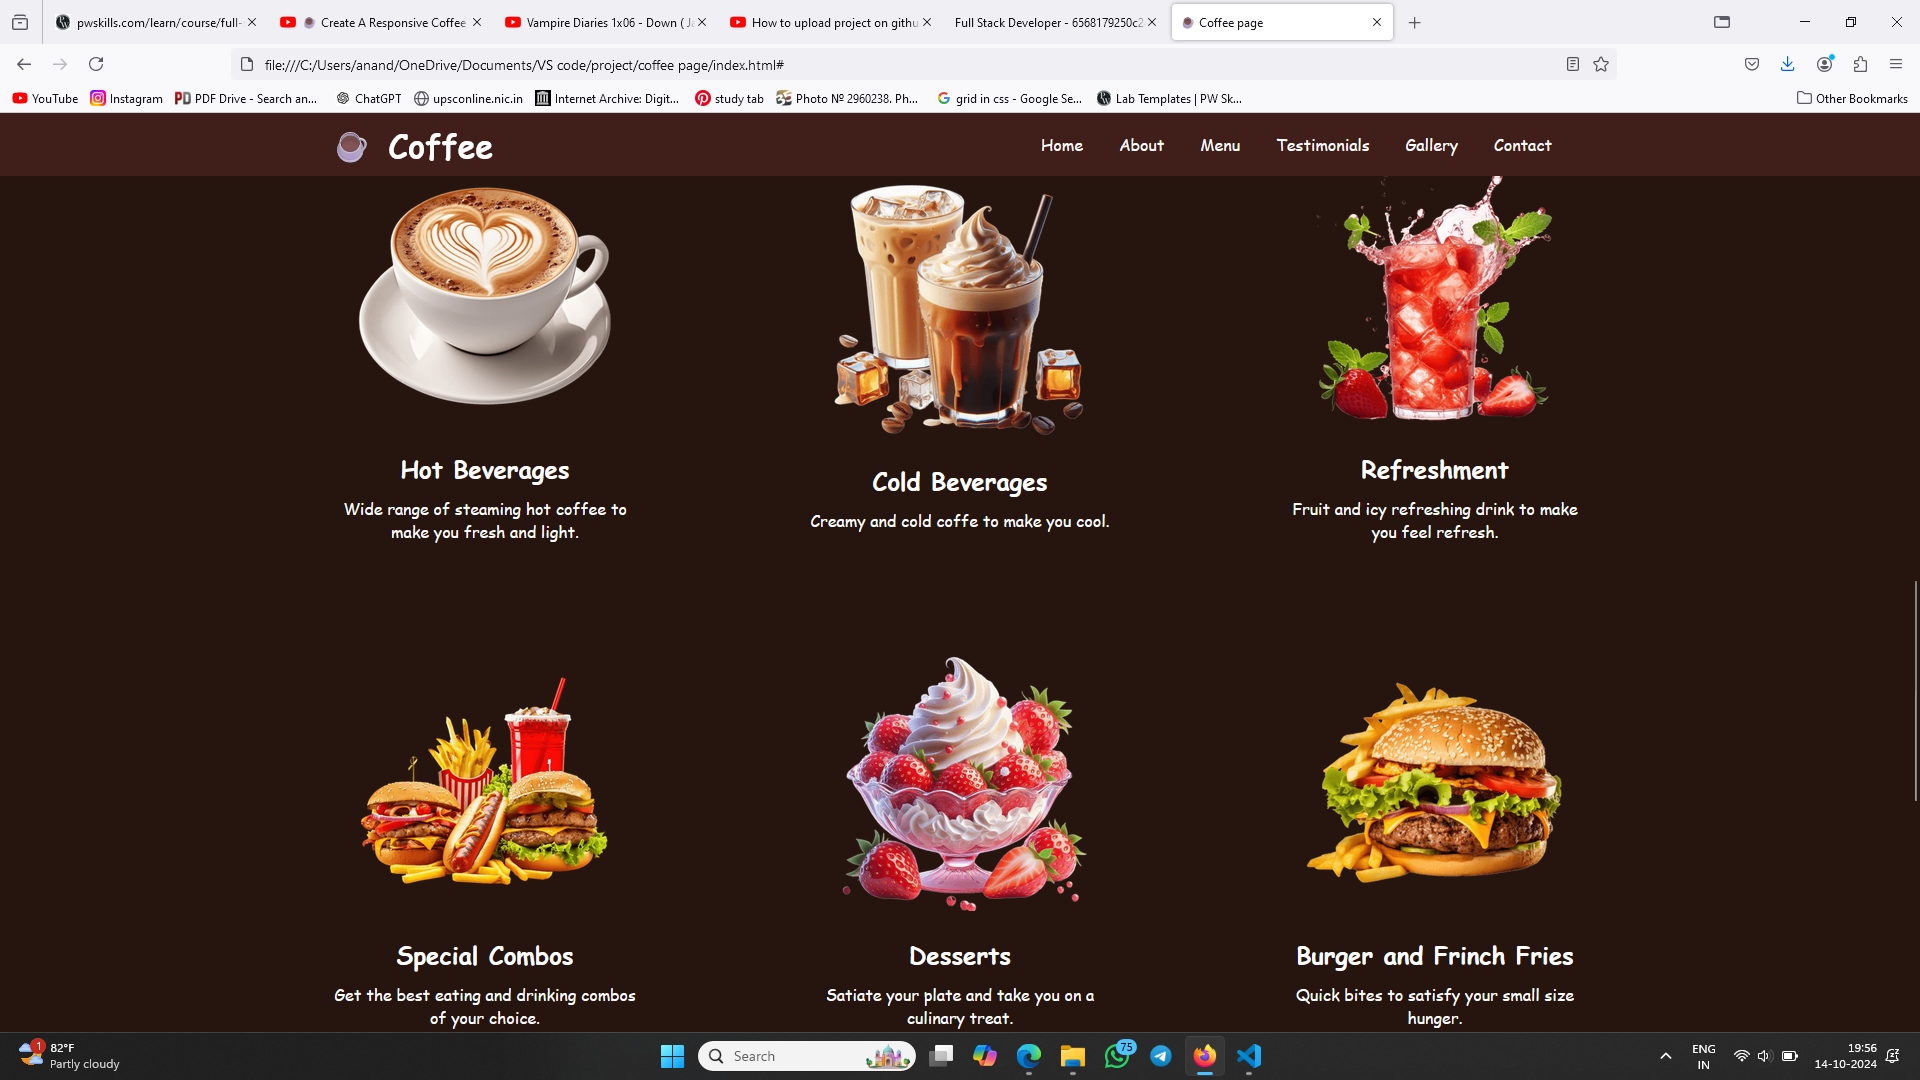 pwskills.com/learn/course/full-
Create A Responsive Coffee
Vampire Diaries 1x06 - Down ( Ja
How to upload project on githu
Full Stack Developer - 6568179250c2
Coffee page
file:///C:/Users/anand/OneDrive/Documents/VS code/project/coffee page/index.html#
YouTube
Instagram
PDF Drive - Search an...
ChatGPT
upsconline.nic.in
Internet Archive: Digit...
study tab
Photo № 2960238. Ph...
grid in css - Google Se...
Lab Templates | PW Sk...
Other Bookmarks
Coffee
Home
About
Menu
Testimonials
Gallery
Contact
Hot Beverages
Wide range of steaming hot coffee to
make you fresh and light.
Cold Beverages
Creamy and cold coffe to make you cool.
Refreshment
Fruit and icy refreshing drink to make
you feel refresh.
Special Combos
Get the best eating and drinking combos
of your choice.
Desserts
Satiate your plate and take you on a
culinary treat.
Burger and Frinch Fries
Quick bites to satisfy your small size
hunger.
1
82°F
Partly cloudy
Search
75
ENG
IN
19:56
14-10-2024